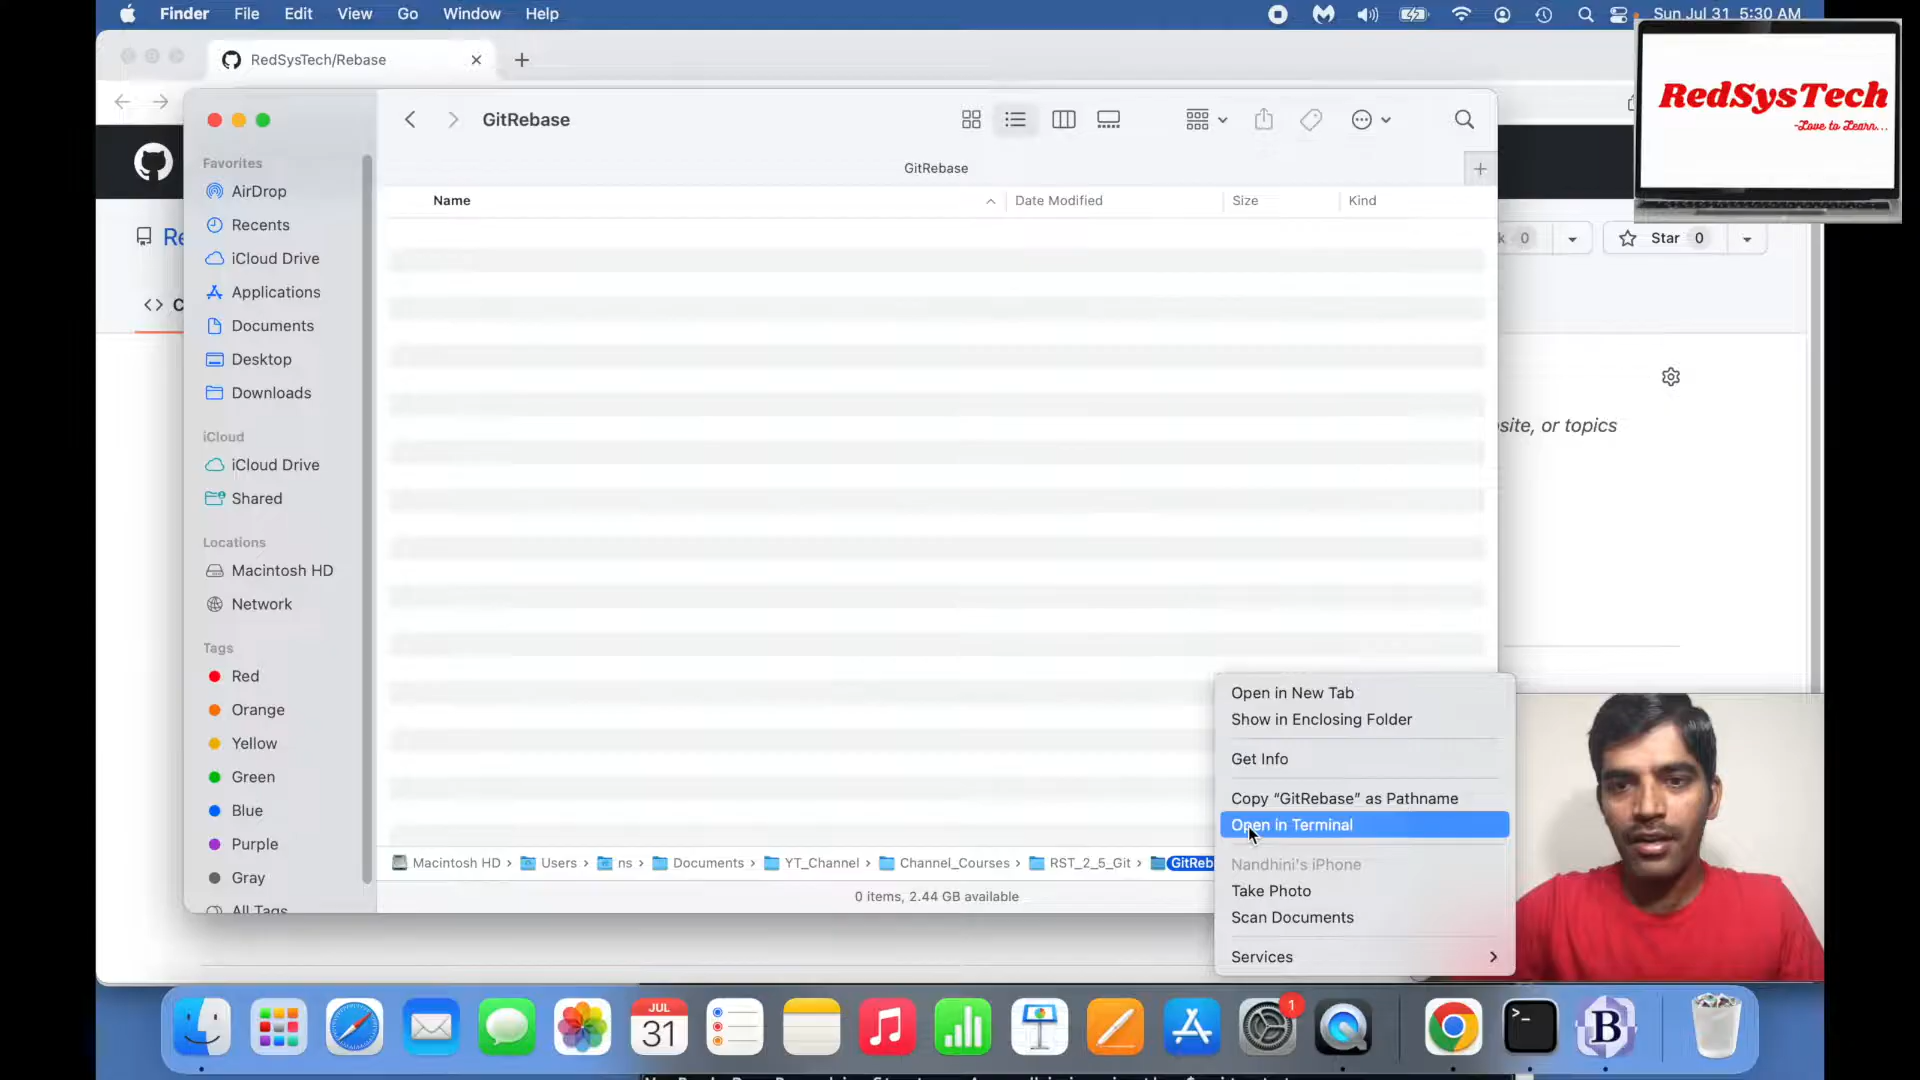 Finder File Edit View Go Window Help
Sun Jul 31 5:30 AM
RedSysTech/Rebase
RedSysTech
-Love to Learn...
GitRebase
GitRebase
Name Date Modified Size Kind
Favorites
AirDrop
Recents
iCloud Drive
Applications
Documents
Desktop
Downloads
iCloud
iCloud Drive
Shared
Locations
Macintosh HD
Network
Tags
Red
Orange
Yellow
Green
Blue
Purple
Gray
All Tags
Re
C
k 0
Star 0
site, or topics
Open in New Tab
Show in Enclosing Folder
Get Info
Copy “GitRebase” as Pathname
Open in Terminal
Nandhini's iPhone
Take Photo
Scan Documents
Services
Macintosh HD › Users › ns › Documents › YT_Channel › Channel_Courses › RST_2_5_Git › GitReb
0 items, 2.44 GB available
JUL
31
1
>_
B